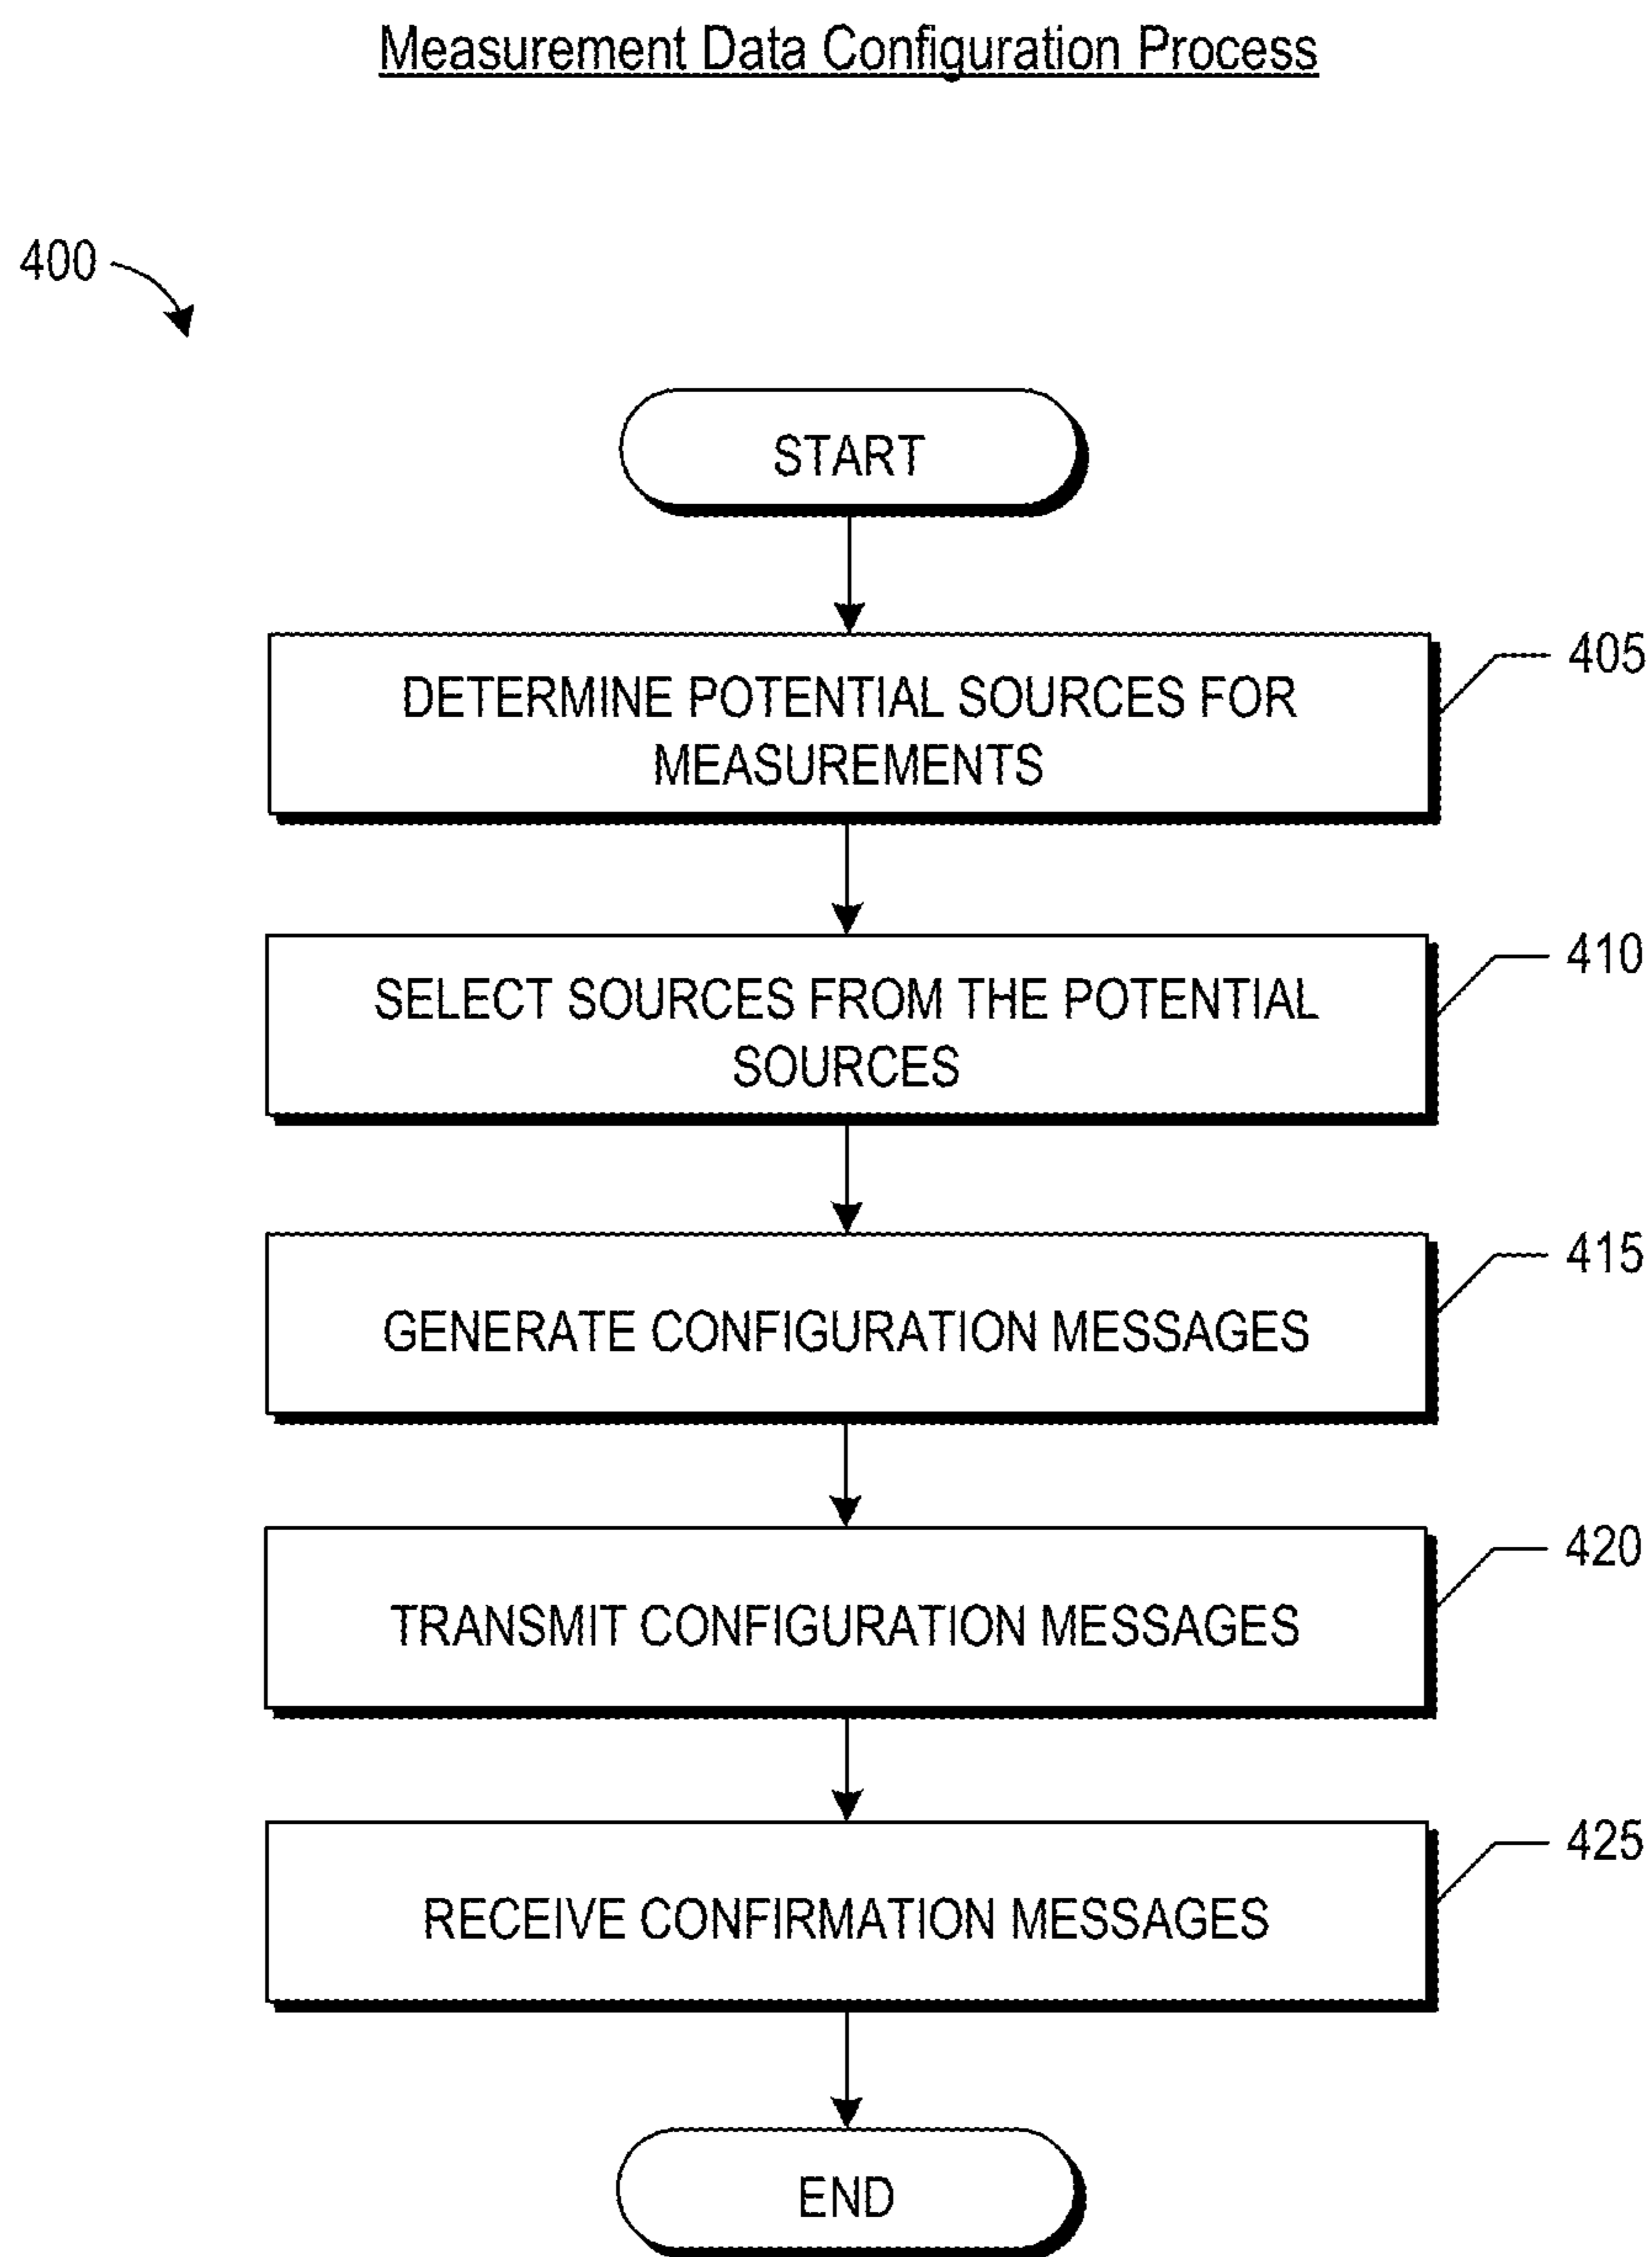 Measurement Data Configuration Process
400
START
DETERMINE POTENTIAL SOURCES FOR
MEASUREMENTS
405
SELECT SOURCES FROM THE POTENTIAL
SOURCES
410
GENERATE CONFIGURATION MESSAGES
415
TRANSMIT CONFIGURATION MESSAGES
420
RECEIVE CONFIRMATION MESSAGES
425
END